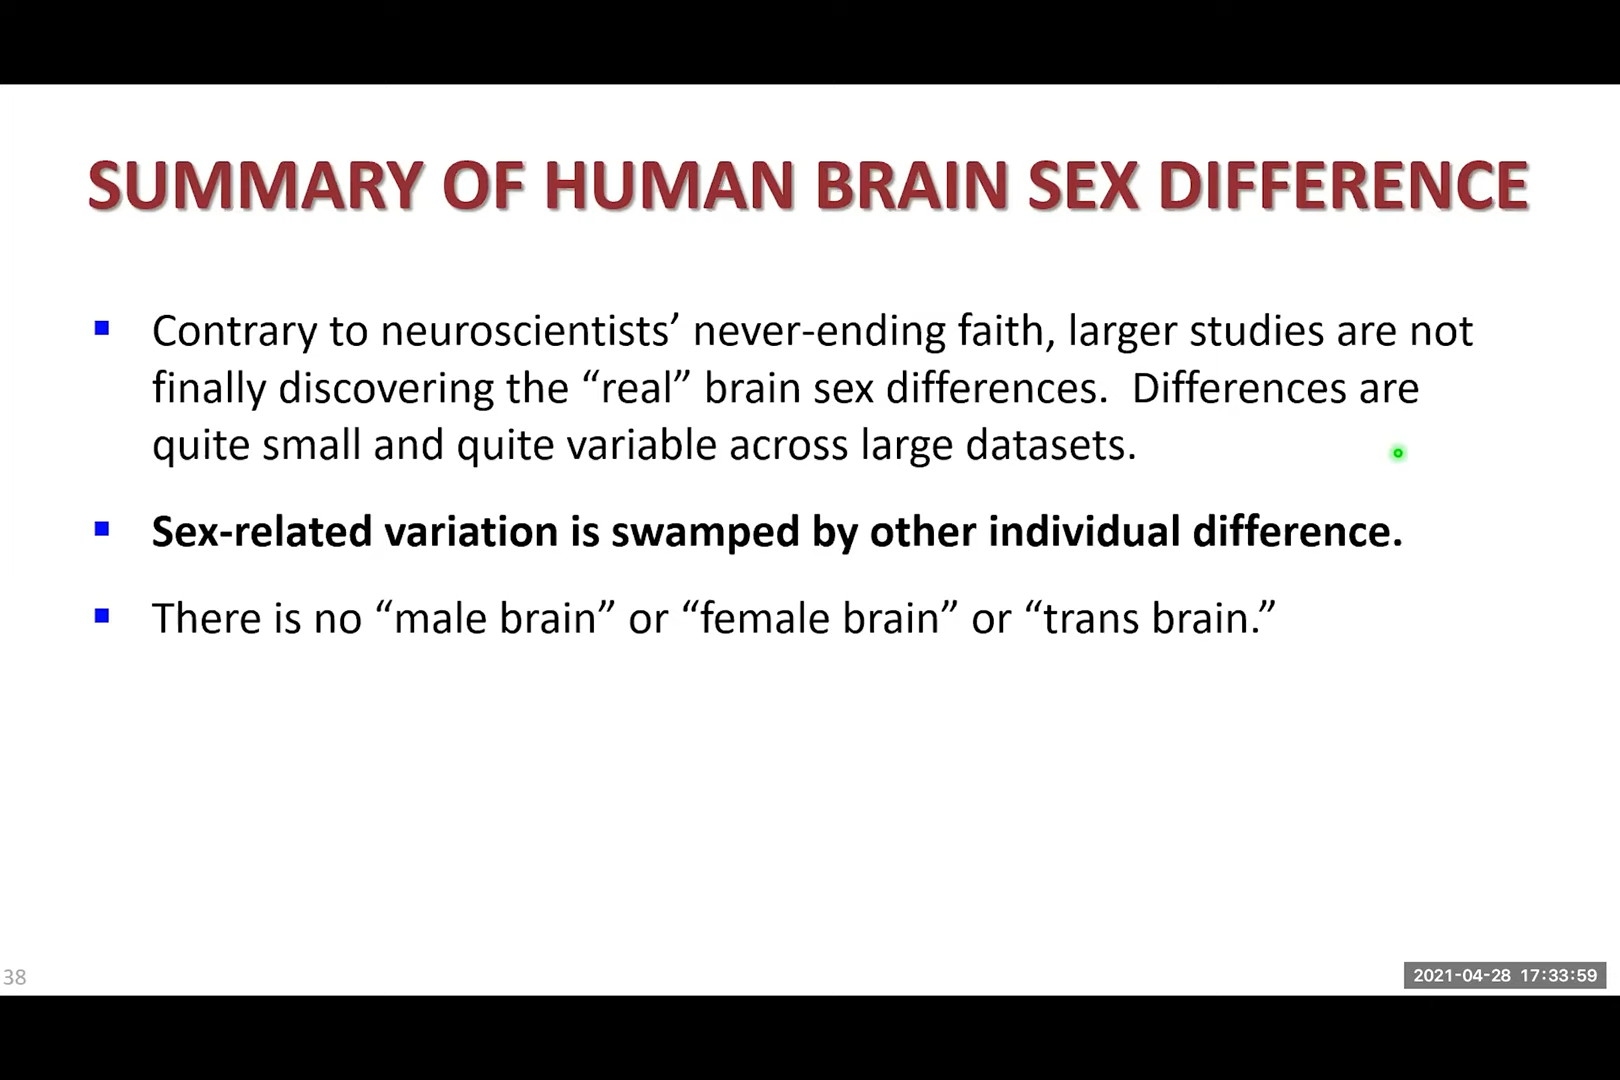 SUMMARY OF HUMAN BRAIN SEX DIFFERENCE
Contrary to neuroscientists’ never-ending faith, larger studies are not
finally discovering the “real” brain sex differences.  Differences are
quite small and quite variable across large datasets.
Sex-related variation is swamped by other individual difference.
There is no “male brain” or “female brain” or “trans brain.”
38
2021-04-28 17:33:59